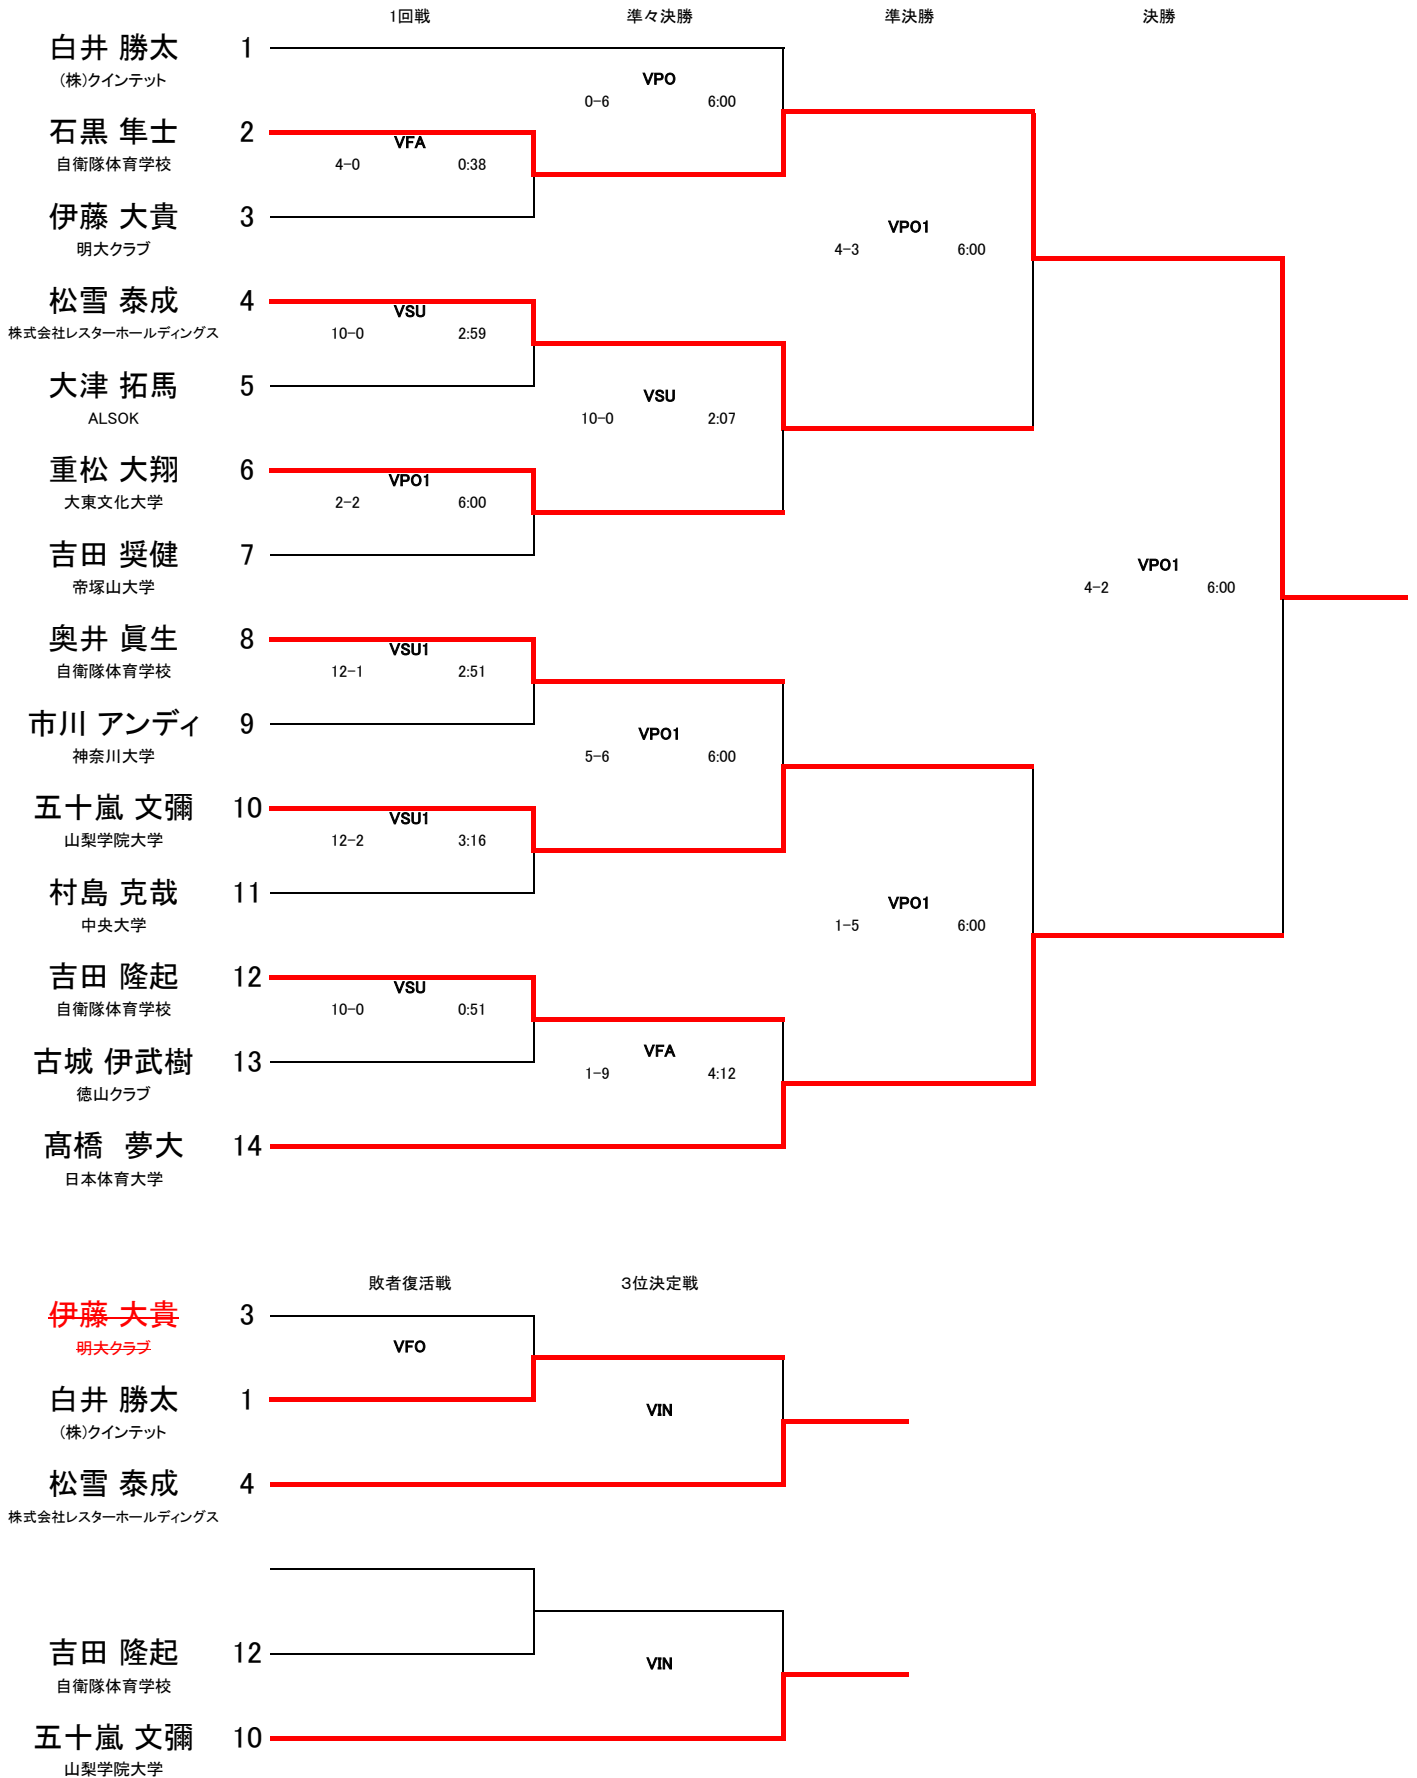 1回戦 準々決勝 準決勝 決勝
白井 勝太 1
(株)クインテット
VPO
0-6 6:00
石黒 隼士 2
VFA
自衛隊体育学校 4-0 0:38
伊藤 大貴 3
明大クラブ
VPO1
4-3 6:00
松雪 泰成 4
VSU
株式会社レスターホールディングス 10-0 2:59
大津 拓馬 5
VSU
ALSOK 10-0 2:07
重松 大翔 6
VPO1
大東文化大学 2-2 6:00
吉田 奨健 7
VPO1
帝塚山大学 4-2 6:00
奥井 眞生 8
VSU1
自衛隊体育学校 12-1 2:51
市川 アンディ 9
VPO1
神奈川大学 5-6 6:00
五十嵐 文彌 10
VSU1
山梨学院大学 12-2 3:16
村島 克哉 11
VPO1
中央大学 1-5 6:00
吉田 隆起 12
VSU
自衛隊体育学校 10-0 0:51
古城 伊武樹 13
VFA
1-9 4:12
徳山クラブ
髙橋 夢大 14
日本体育大学
敗者復活戦 3位決定戦
伊藤 大貴 3
明大クラブ VFO
白井 勝太 1
VIN
(株)クインテット
松雪 泰成 4
株式会社レスターホールディングス
吉田 隆起 12
VIN
自衛隊体育学校
五十嵐 文彌 10
山梨学院大学